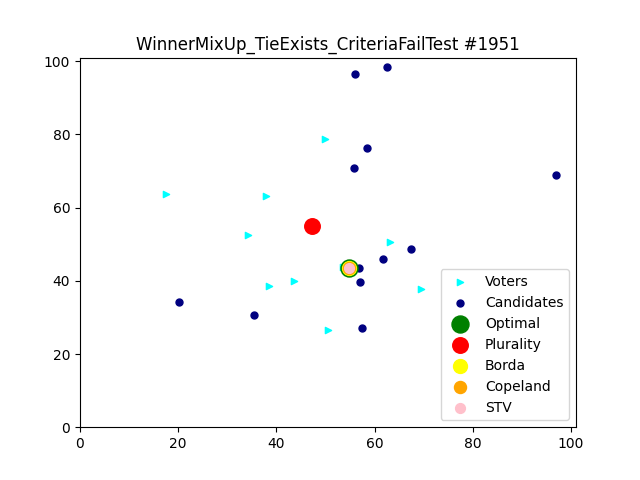 WinnerMixUp_TieExists_CriteriaFailTest #1951
100
80
60
40
20
0
0 20 40 60 80 100
Voters
Candidates
Optimal
Plurality
Borda
Copeland
STV